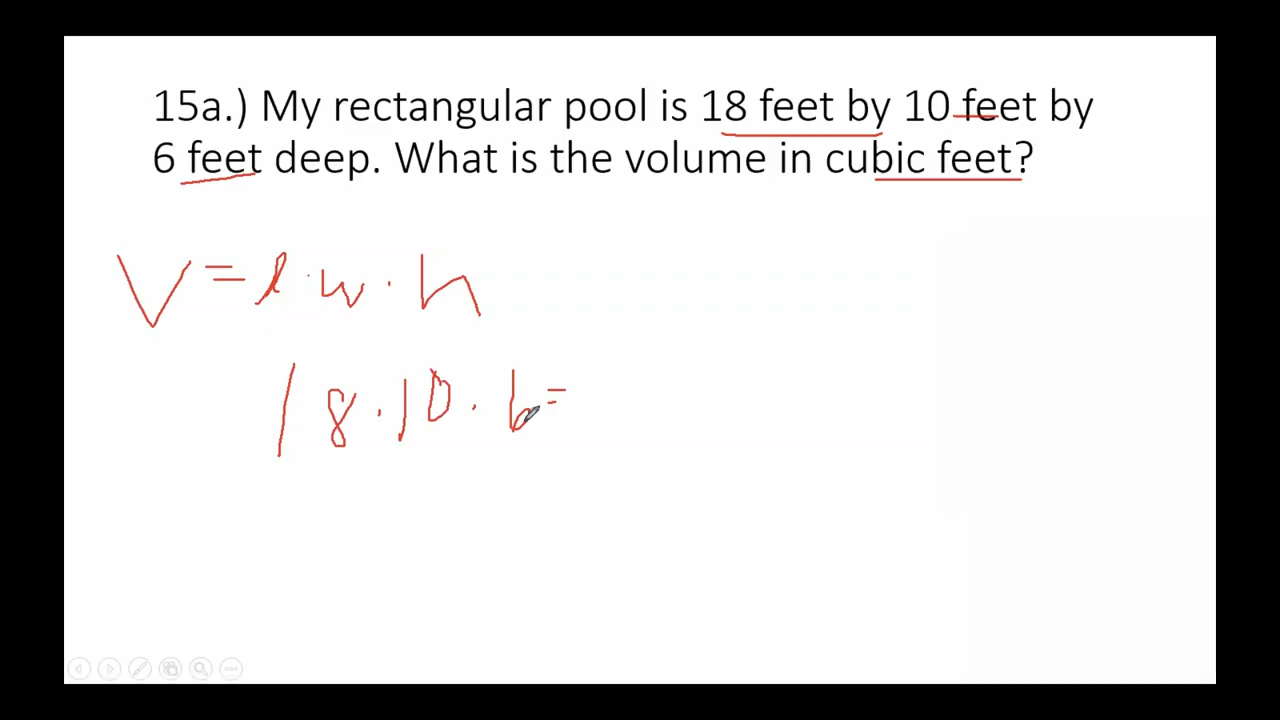 15a.) My rectangular pool is 18 feet by 10 feet by
6 feet deep. What is the volume in cubic feet?
V = l · w · h
18 · 10 · 6 =